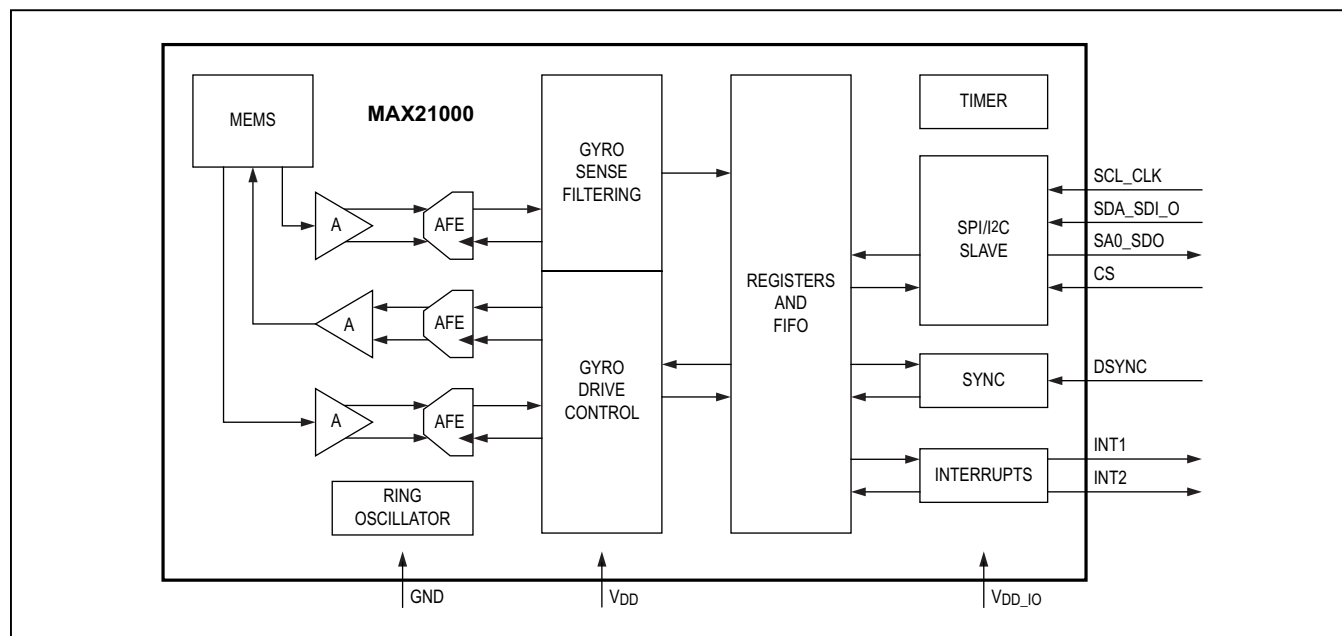 MEMS
MAX21000
TIMER
GYRO
SENSE
FILTERING
A
AFE
SPI/I²C
SLAVE
SCL_CLK
SDA_SDI_O
SA0_SDO
CS
REGISTERS
AND
FIFO
A
AFE
GYRO
DRIVE
CONTROL
SYNC
DSYNC
A
AFE
INTERRUPTS
INT1
INT2
RING
OSCILLATOR
GND
VDD
VDD_IO